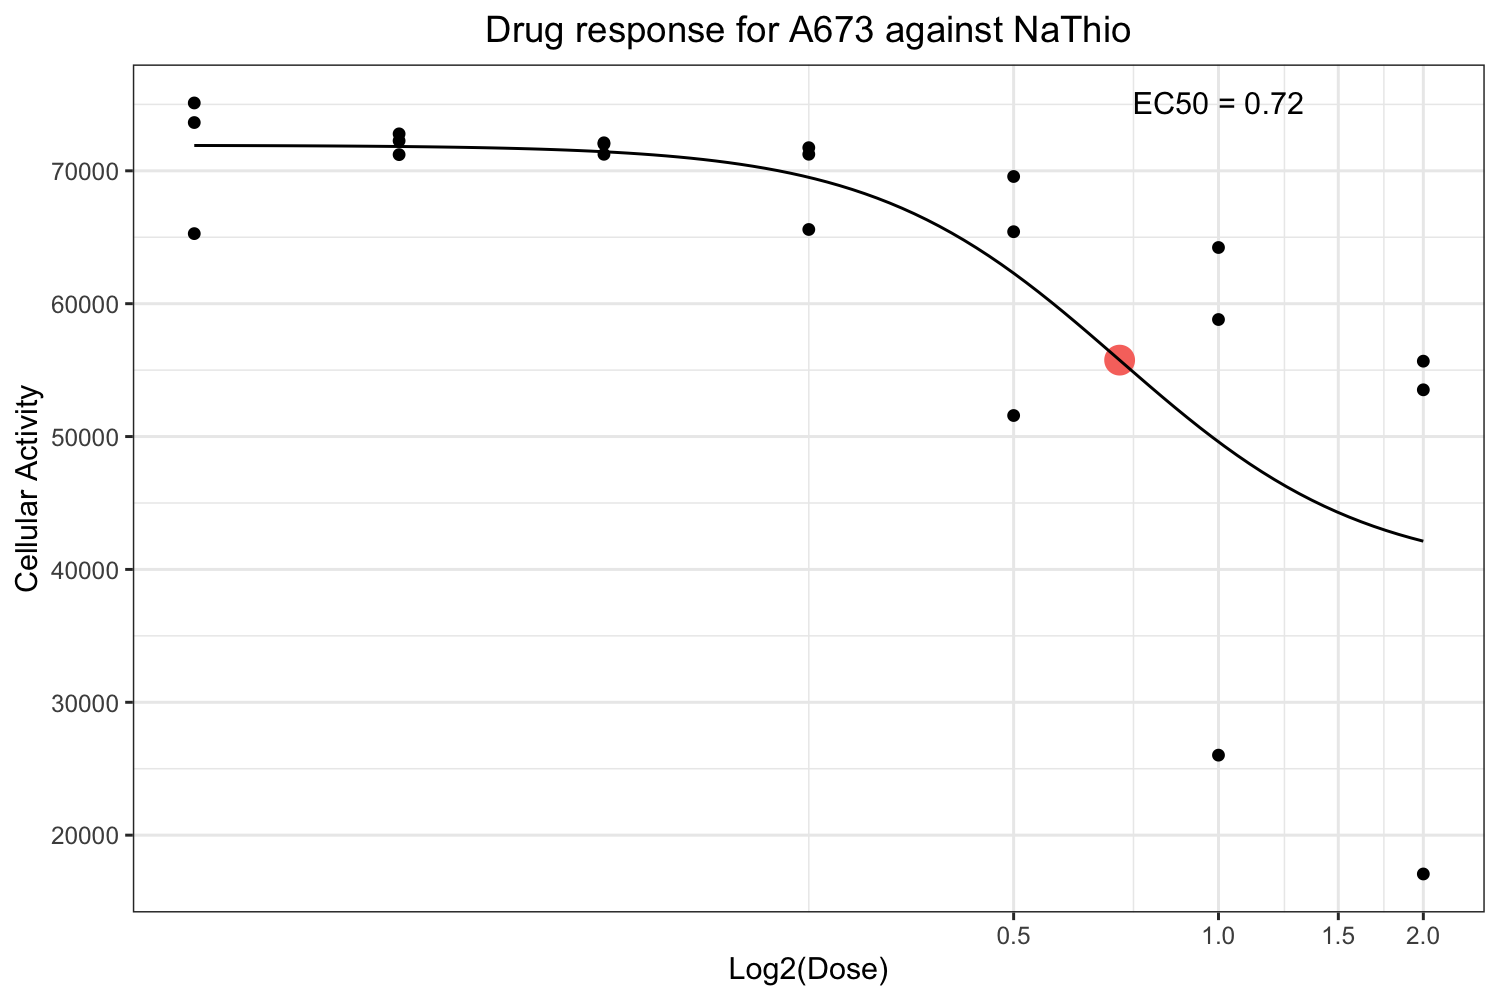 Drug response for A673 against NaThio
EC50 = 0.72
70000
60000
50000
40000
30000
20000
Cellular Activity
0.5 1.0 1.5 2.0
Log2(Dose)